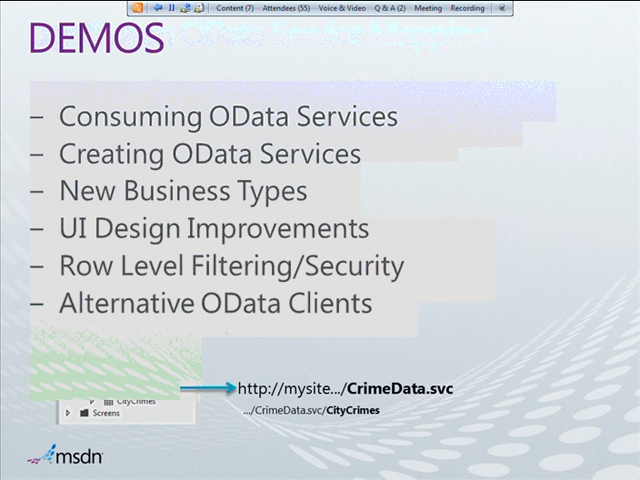 Content (7) Attendees (55) Voice & Video Q & A (2) Meeting Recording
DEMOS
– Consuming OData Services
– Creating OData Services
– New Business Types
– UI Design Improvements
– Row Level Filtering/Security
– Alternative OData Clients
http://mysite.../CrimeData.svc
CityCrimes
.../CrimeData.svc/CityCrimes
Screens
msdn